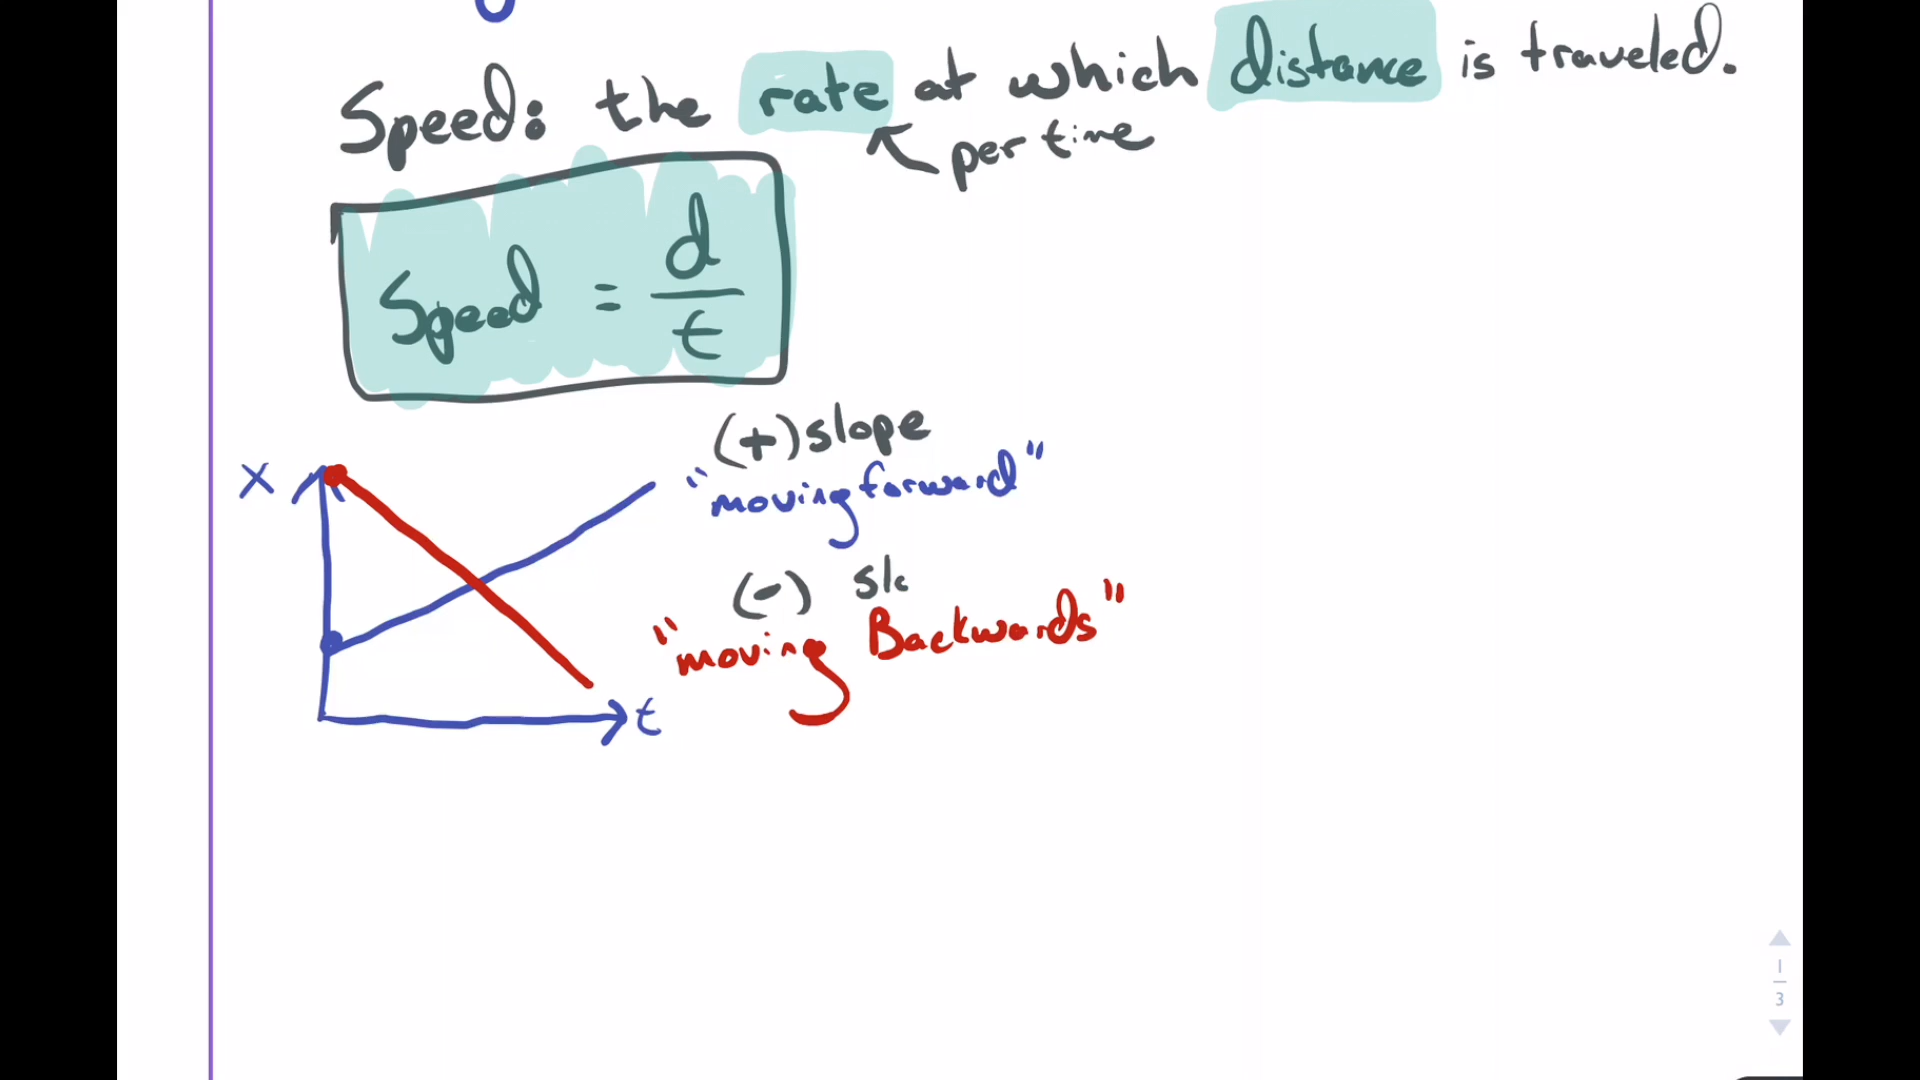 Speed: the rate at which distance is traveled.
per time
Speed = d/t
(+) slope
"moving forward"
X
(-) slo
"moving Backwards"
t
1
3